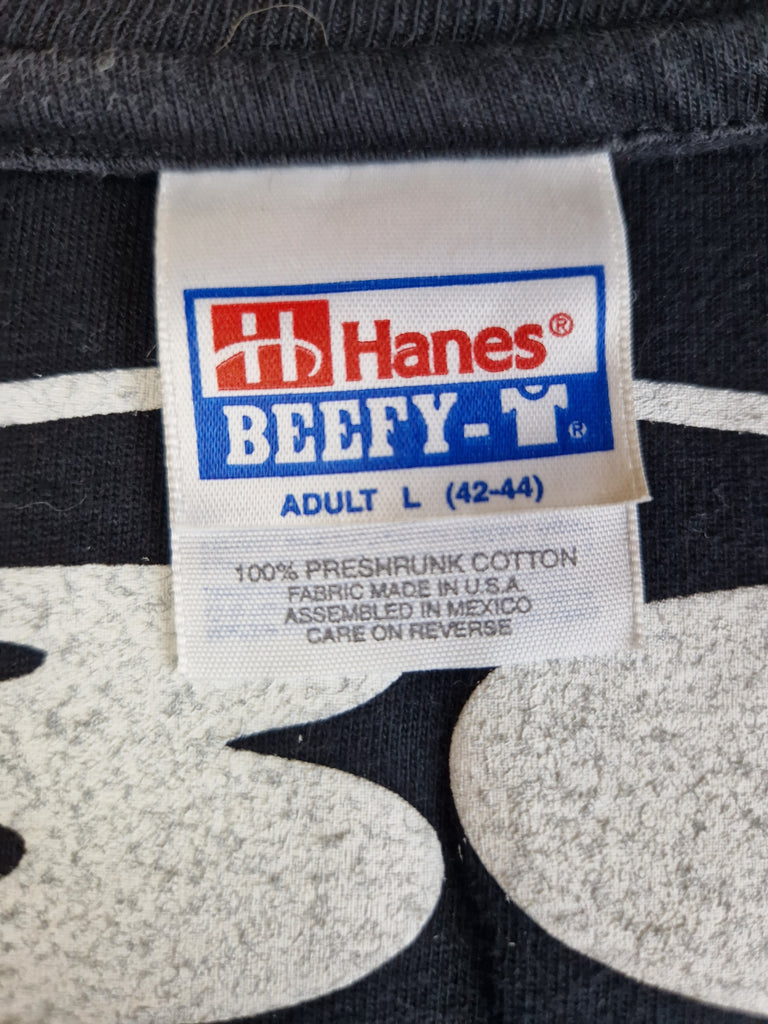 Hanes®
BEEFY-T®
ADULT L (42-44)
100% PRESHRUNK COTTON
FABRIC MADE IN U.S.A.
ASSEMBLED IN MEXICO
CARE ON REVERSE